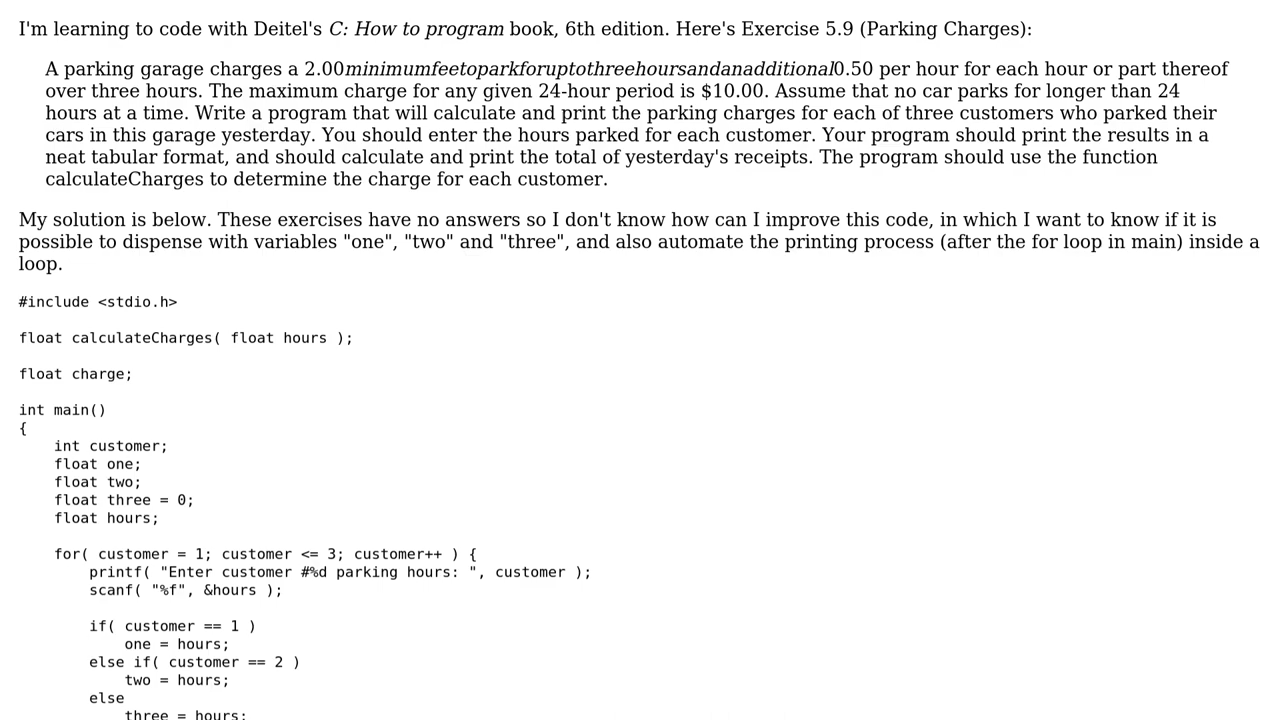 I'm learning to code with Deitel's C: How to program book, 6th edition. Here's Exercise 5.9 (Parking Charges):
A parking garage charges a 2.00minimumfeetoparkforuptothreehoursandanadditional0.50 per hour for each hour or part thereof
over three hours. The maximum charge for any given 24-hour period is $10.00. Assume that no car parks for longer than 24
hours at a time. Write a program that will calculate and print the parking charges for each of three customers who parked their
cars in this garage yesterday. You should enter the hours parked for each customer. Your program should print the results in a
neat tabular format, and should calculate and print the total of yesterday's receipts. The program should use the function
calculateCharges to determine the charge for each customer.
My solution is below. These exercises have no answers so I don't know how can I improve this code, in which I want to know if it is
possible to dispense with variables "one", "two" and "three", and also automate the printing process (after the for loop in main) inside a
loop.
#include <stdio.h>
float calculateCharges( float hours );
float charge;
int main()
{
    int customer;
    float one;
    float two;
    float three = 0;
    float hours;
    for( customer = 1; customer <= 3; customer++ ) {
        printf( "Enter customer #%d parking hours: ", customer );
        scanf( "%f", &hours );
        if( customer == 1 )
            one = hours;
        else if( customer == 2 )
            two = hours;
        else
            three = hours;